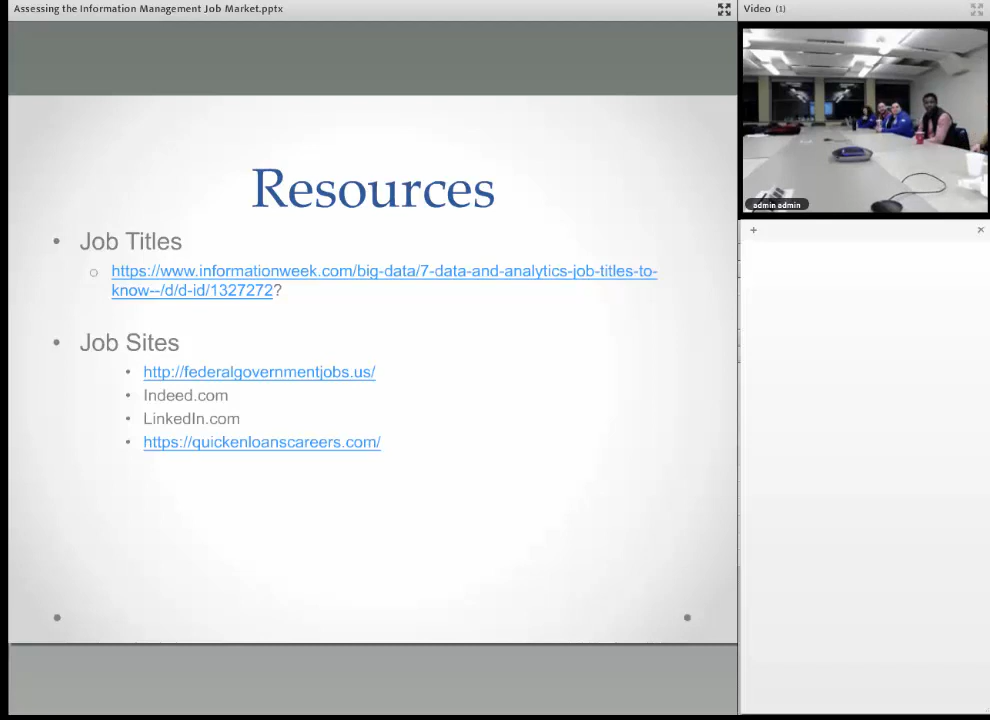 Assessing the Information Management Job Market.pptx
Video (1)
admin admin
Resources
• Job Titles
○ https://www.informationweek.com/big-data/7-data-and-analytics-job-titles-to-
know--/d/d-id/1327272?
• Job Sites
• http://federalgovernmentjobs.us/
• Indeed.com
• LinkedIn.com
• https://quickenloanscareers.com/